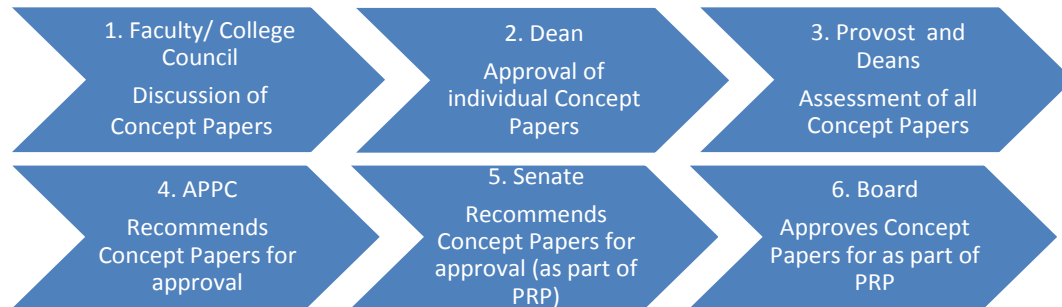 1. Faculty/ College
Council
Discussion of
Concept Papers
2. Dean
Approval of
individual Concept
Papers
3. Provost and
Deans
Assessment of all
Concept Papers
4. APPC
Recommends
Concept Papers for
approval
5. Senate
Recommends
Concept Papers for
approval (as part of
PRP)
6. Board
Approves Concept
Papers for as part of
PRP